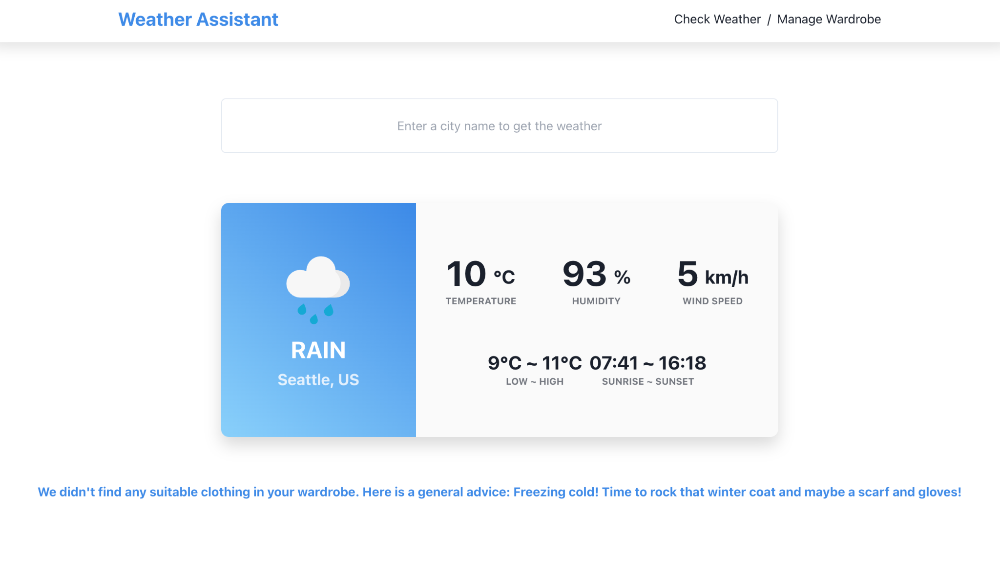 Weather Assistant
Check Weather / Manage Wardrobe
Enter a city name to get the weather
10 °C 93 % 5 km/h
TEMPERATURE HUMIDITY WIND SPEED
RAIN
Seattle, US
9°C ~ 11°C 07:41 ~ 16:18
LOW ~ HIGH SUNRISE ~ SUNSET
We didn't find any suitable clothing in your wardrobe. Here is a general advice: Freezing cold! Time to rock that winter coat and maybe a scarf and gloves!